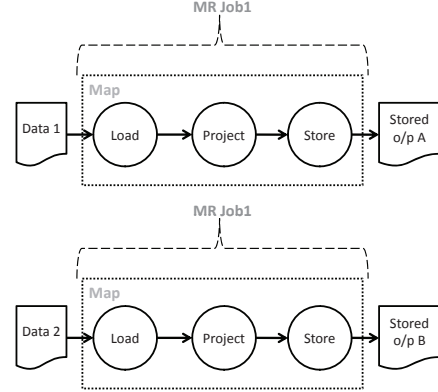 MR Job1
Map
Data 1
Load
Project
Store
Stored
o/p A
MR Job1
Map
Data 2
Load
Project
Store
Stored
o/p B